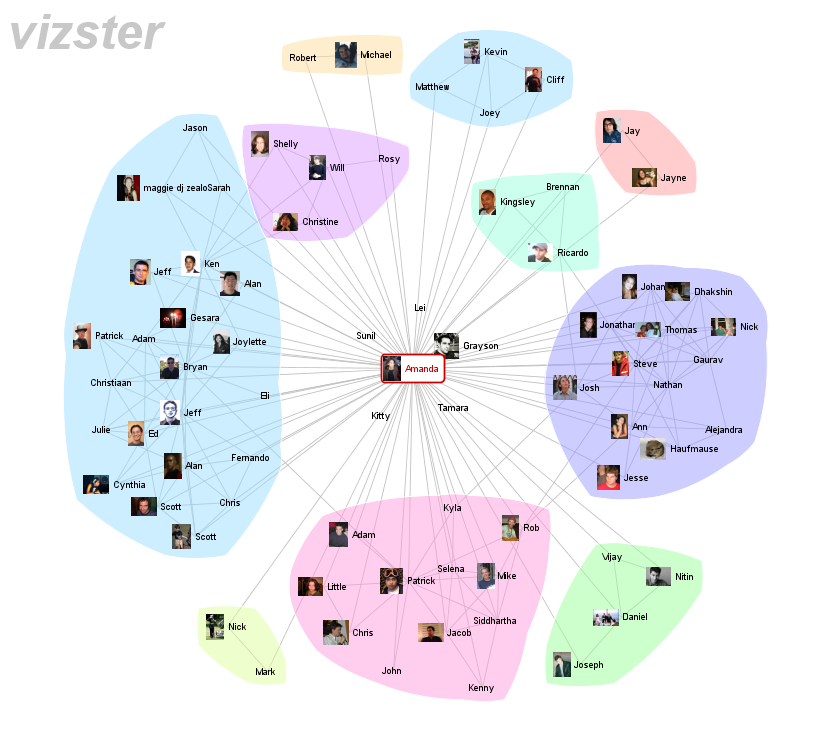 vizster
Robert
Michael
Kevin
Matthew
Cliff
Joey
Jason
Shelly
Will
Rosy
Jay
Jayne
maggie dj zealoSarah
Christine
Kingsley
Brennan
Ricardo
Jeff
Ken
Alan
Gesara
Patrick
Adam
Joylette
Bryan
Christiaan
Jeff
Eli
Julie
Ed
Alan
Fernando
Cynthia
Scott
Chris
Scott
Lei
Sunil
Grayson
Amanda
Kitty
Tamara
Johan
Dhakshin
Jonathan
Thomas
Nick
Steve
Gaurav
Josh
Nathan
Ann
Alejandra
Haufmause
Jesse
Kyla
Adam
Rob
Little
Patrick
Selena
Mike
Chris
Jacob
Siddhartha
John
Kenny
Nick
Mark
Vijay
Nitin
Daniel
Joseph